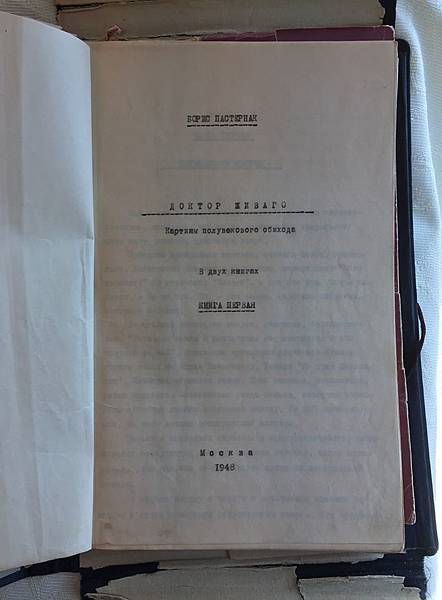 БОРИС ПАСТЕРНАК
ДОКТОР ЖИВАГО
Картины полувекового обихода
В двух книгах
КНИГА ПЕРВАЯ
Москва
1948